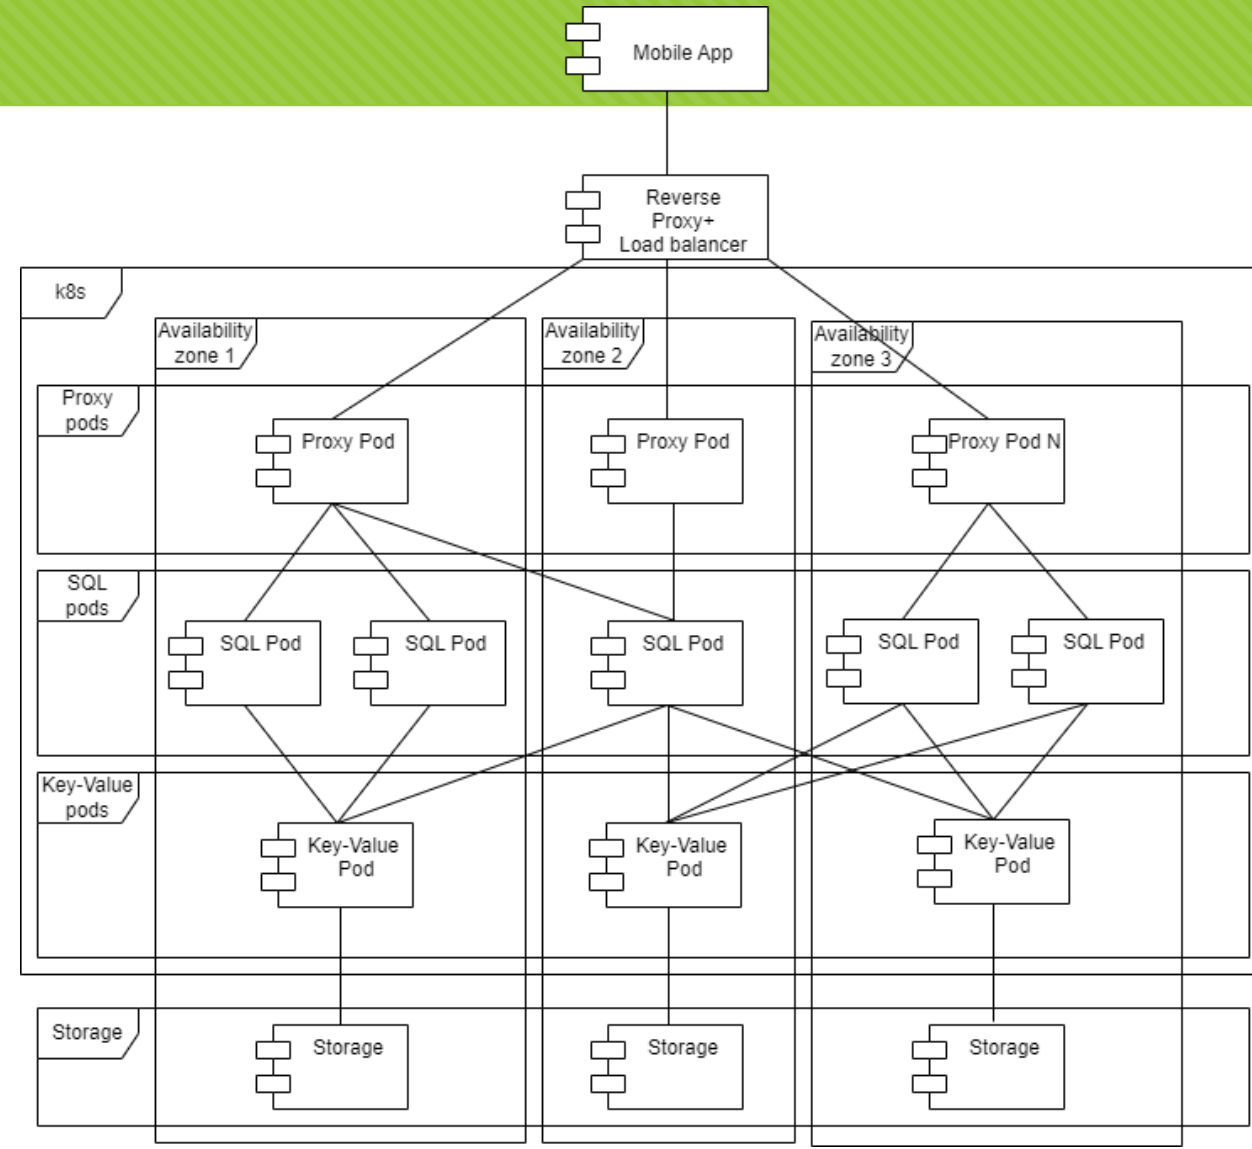 Mobile App
Reverse
Proxy+
Load balancer
k8s
Availability
zone 1
Availability
zone 2
Availability
zone 3
Proxy
pods
Proxy Pod
Proxy Pod
Proxy Pod N
SQL
pods
SQL Pod
SQL Pod
SQL Pod
SQL Pod
SQL Pod
Key-Value
pods
Key-Value
Pod
Key-Value
Pod
Key-Value
Pod
Storage
Storage
Storage
Storage